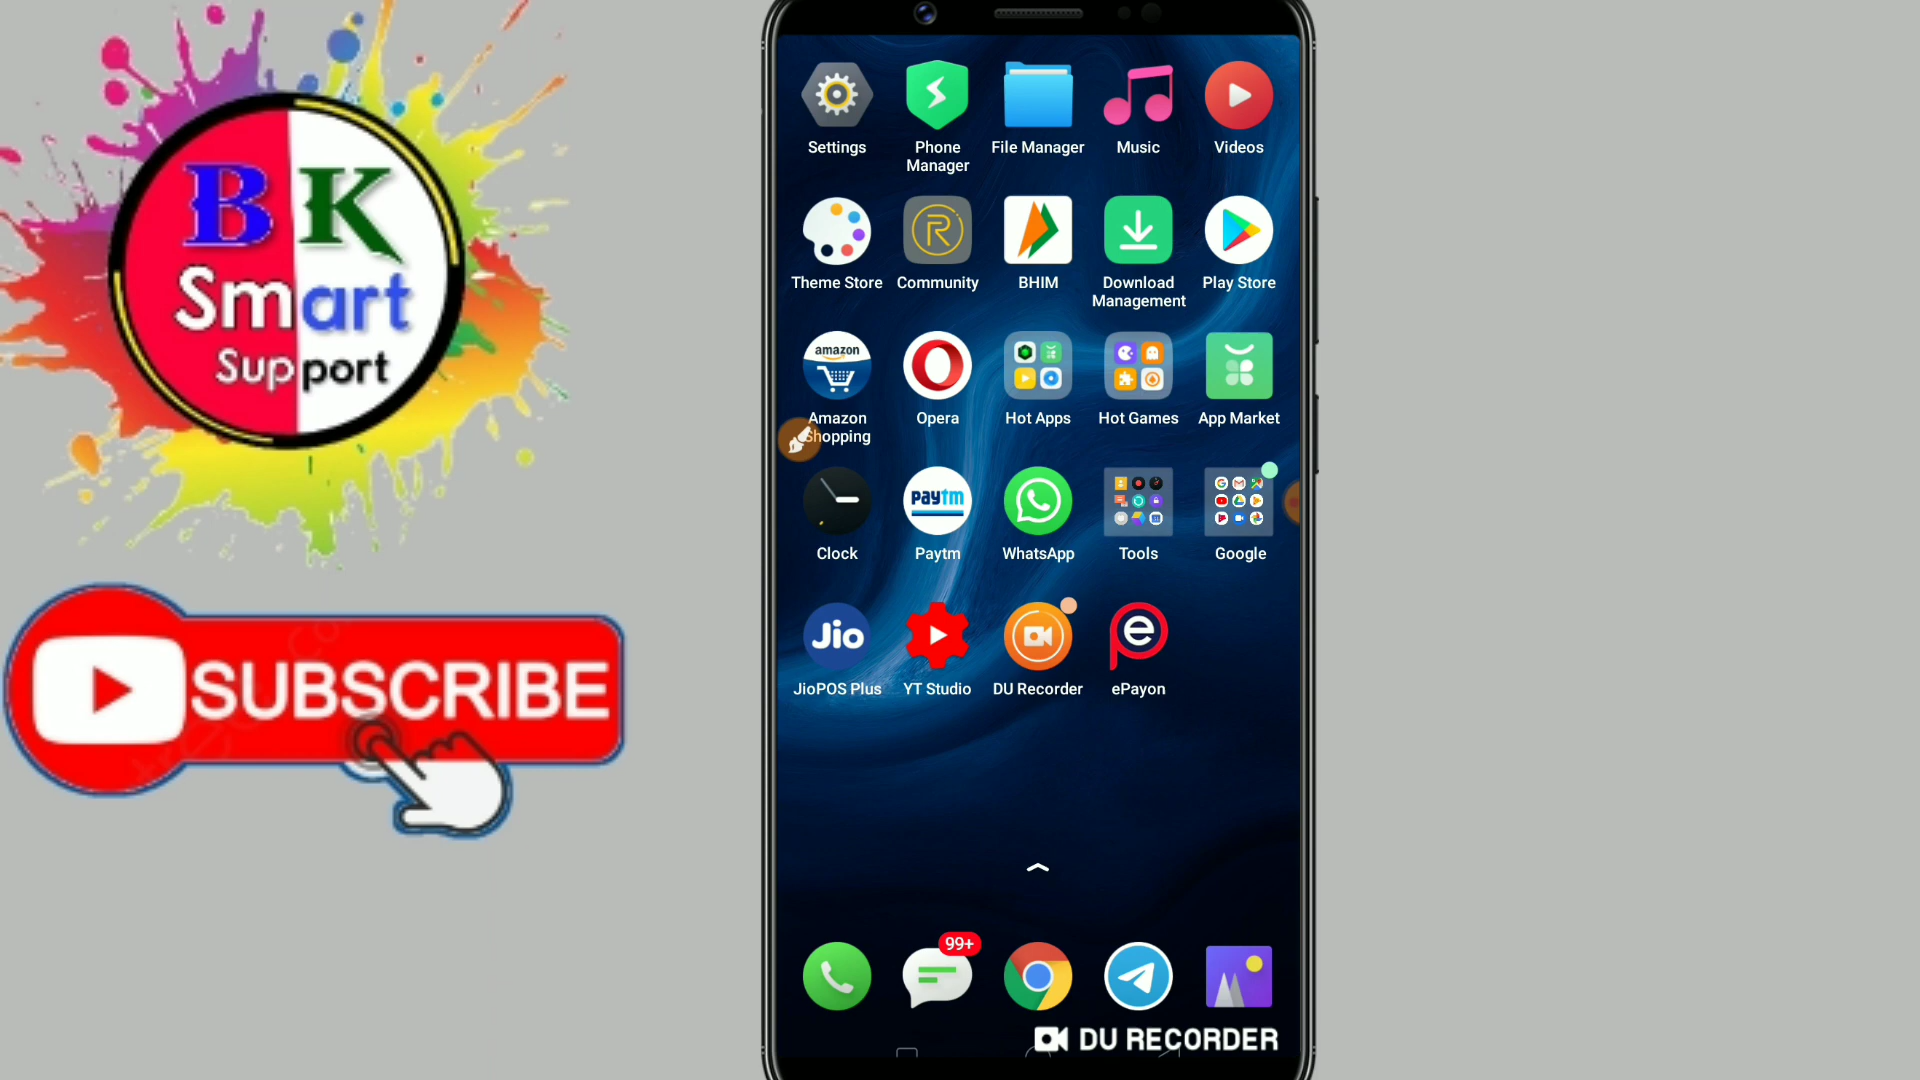 B K
Smart
Support
SUBSCRIBE
Settings
Phone
Manager
File Manager
Music
Videos
Theme Store
Community
BHIM
Download
Management
Play Store
amazon
Amazon
Shopping
Opera
Hot Apps
Hot Games
App Market
Clock
paytm
Paytm
WhatsApp
Tools
Google
Jio
JioPOS Plus
YT Studio
DU Recorder
e
ePayon
99+
DU RECORDER